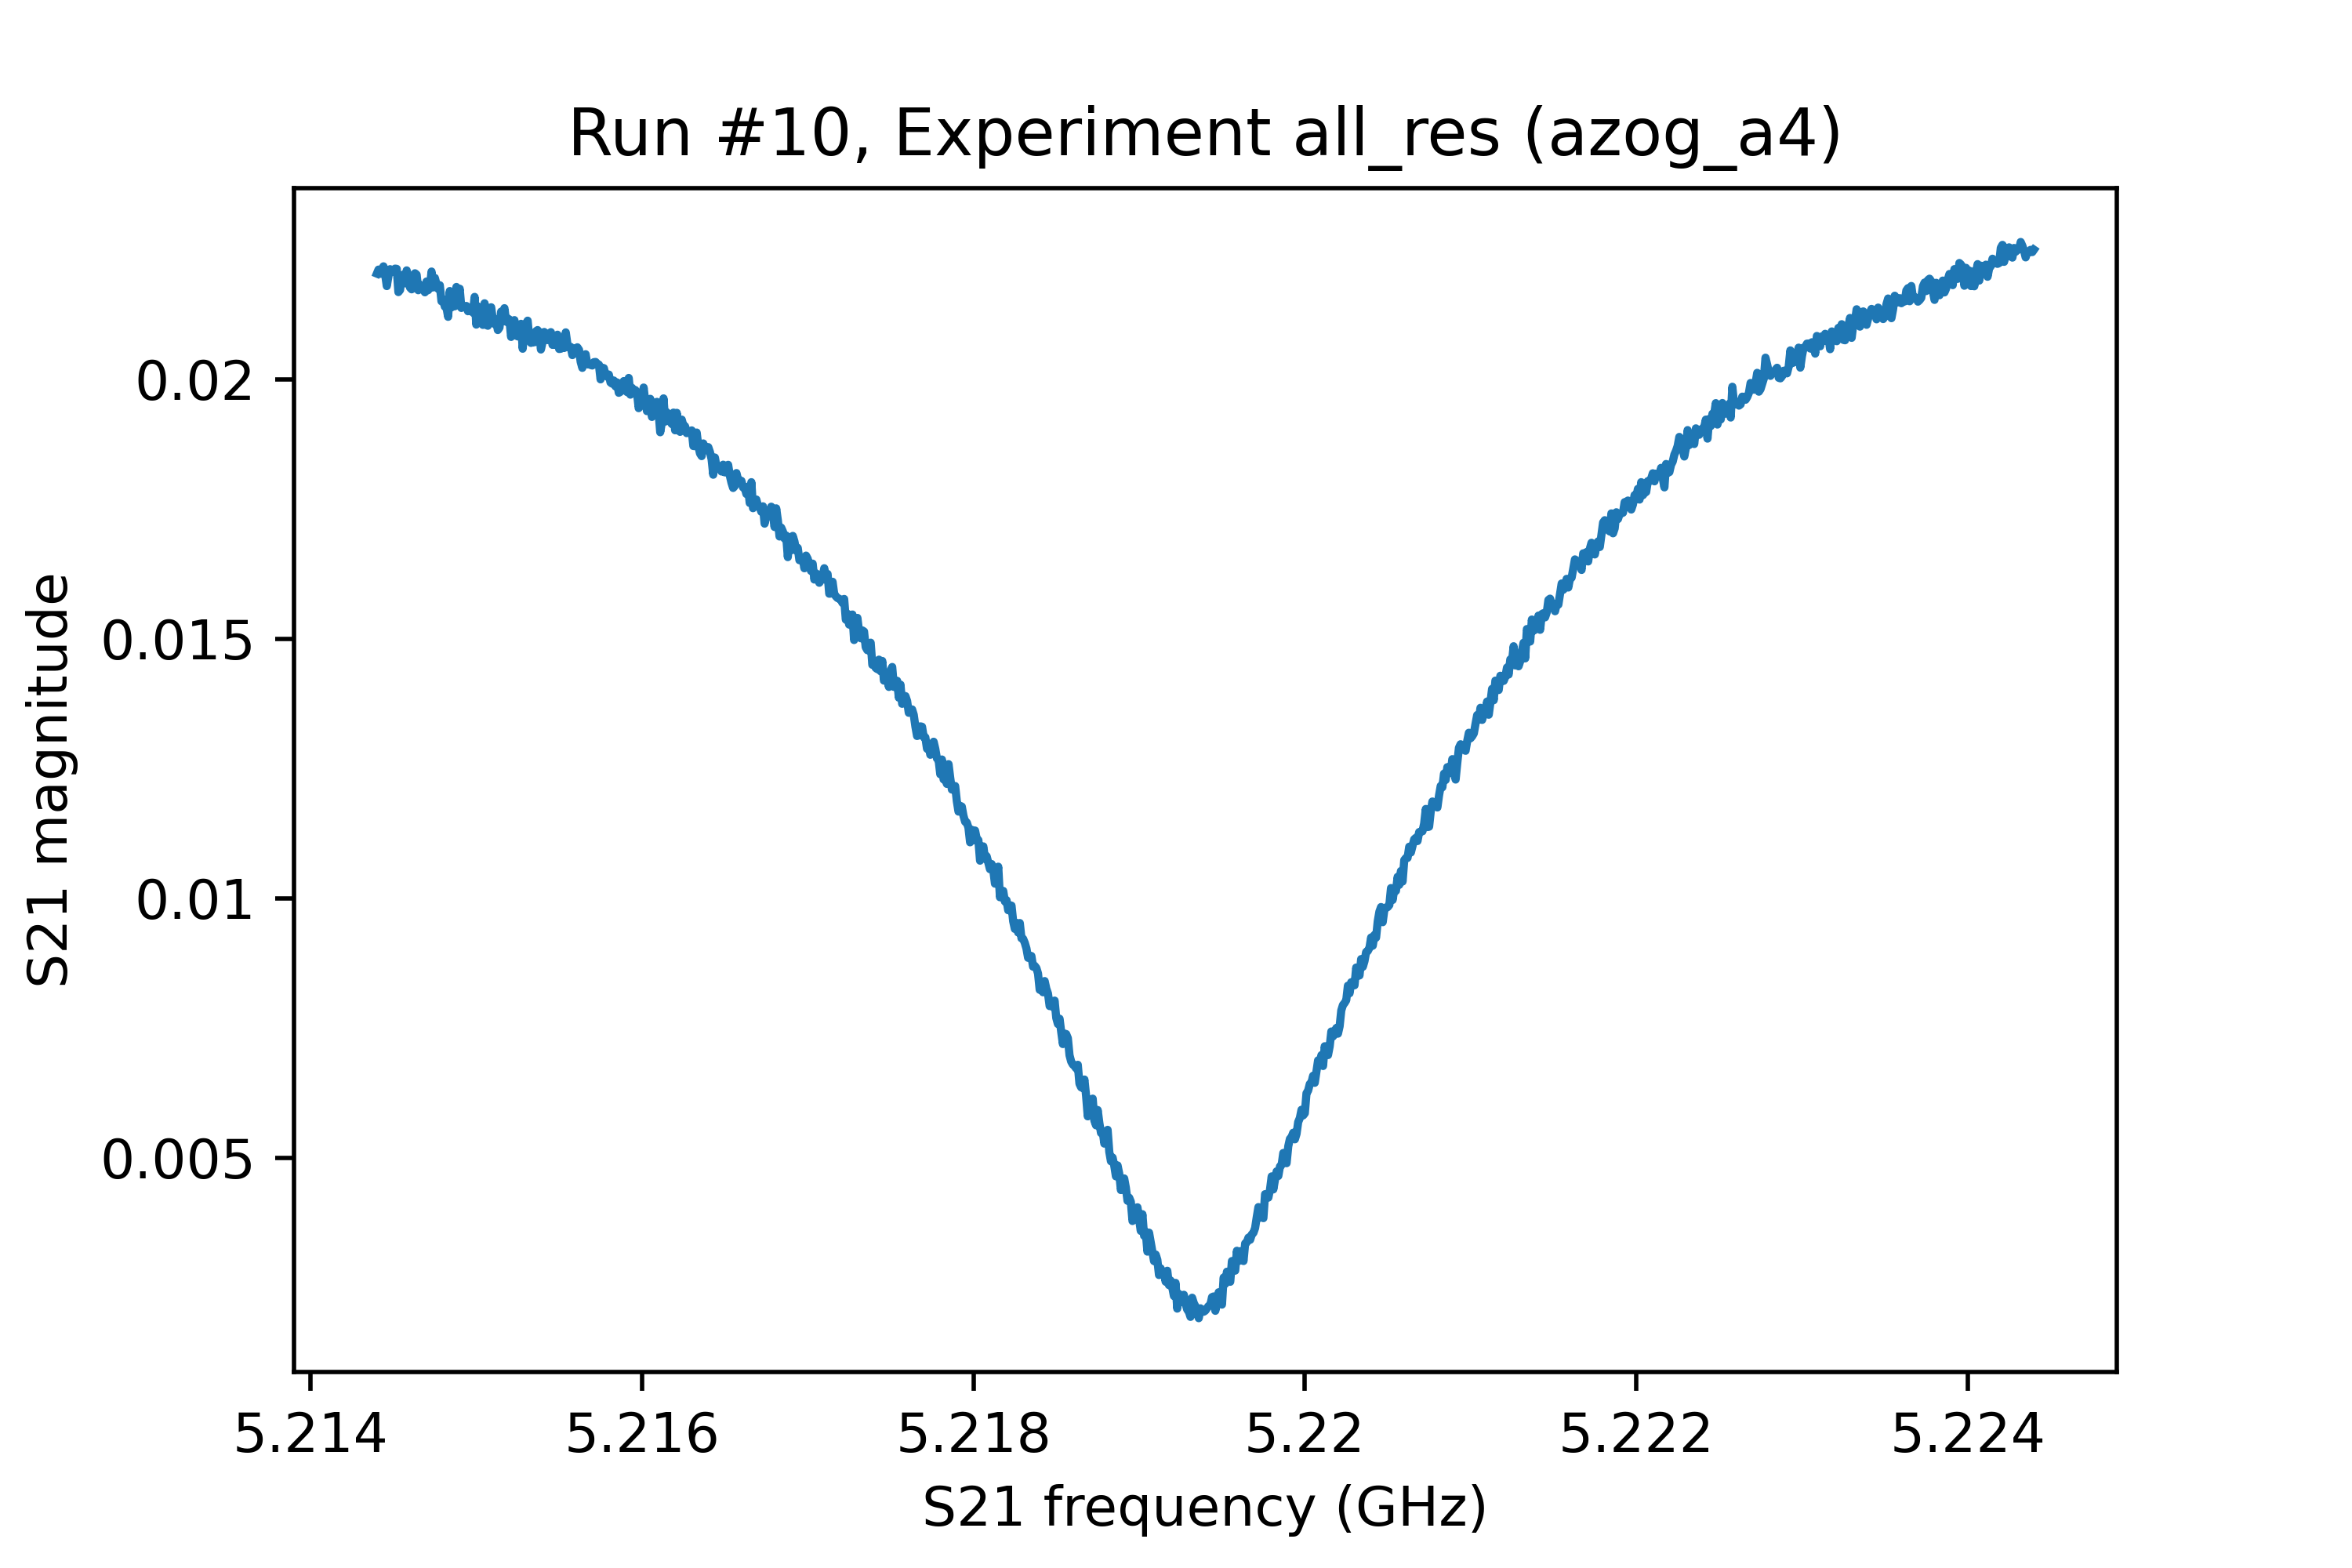 Run #10, Experiment all_res (azog_a4)
S21 magnitude
0.02
0.015
0.01
0.005
5.214 5.216 5.218 5.22 5.222 5.224
S21 frequency (GHz)